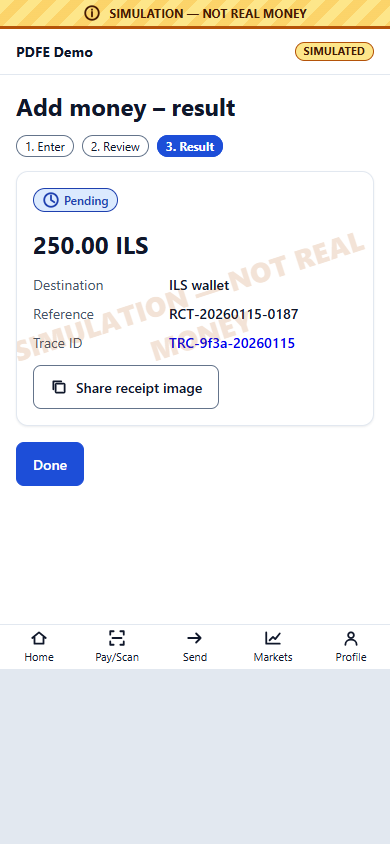 SIMULATION — NOT REAL MONEY
PDFE Demo
SIMULATED
Add money – result
1. Enter
2. Review
3. Result
Pending
250.00 ILS
Destination ILS wallet
Reference RCT-20260115-0187
Trace ID TRC-9f3a-20260115
SIMULATION — NOT REAL
MONEY
Share receipt image
Done
Home
Pay/Scan
Send
Markets
Profile